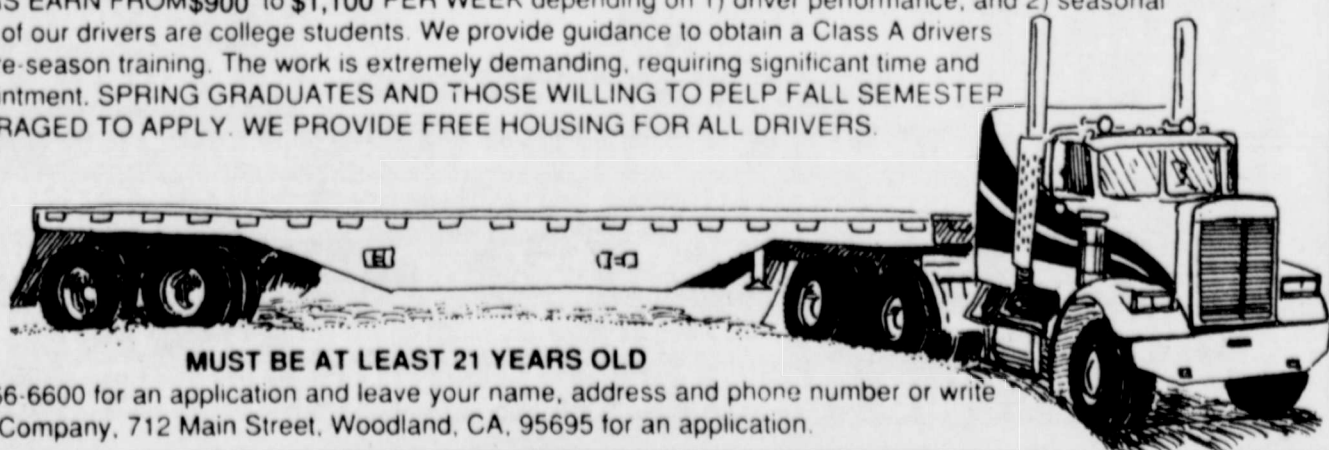 EARN FROM $900 to $1,100 PER WEEK depending on 1) driver performance, and 2) seasonal
of our drivers are college students. We provide guidance to obtain a Class A drivers
re-season training. The work is extremely demanding, requiring significant time and
ntment. SPRING GRADUATES AND THOSE WILLING TO PELP FALL SEMESTER
RAGED TO APPLY. WE PROVIDE FREE HOUSING FOR ALL DRIVERS.
MUST BE AT LEAST 21 YEARS OLD
66-6600 for an application and leave your name, address and phone number or write
Company, 712 Main Street, Woodland, CA, 95695 for an application.